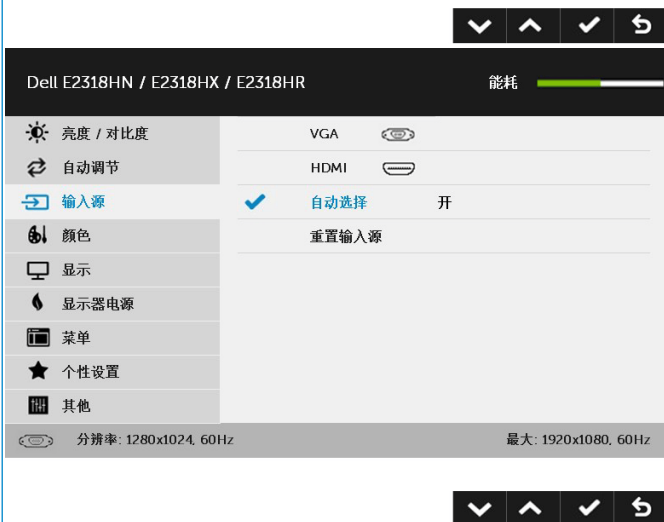 Dell E2318HN / E2318HX / E2318HR 能耗
亮度 / 对比度 VGA
自动调节 HDMI
输入源 自动选择 开
颜色 重置输入源
显示
显示器电源
菜单
个性设置
其他
分辨率: 1280x1024, 60Hz 最大: 1920x1080, 60Hz